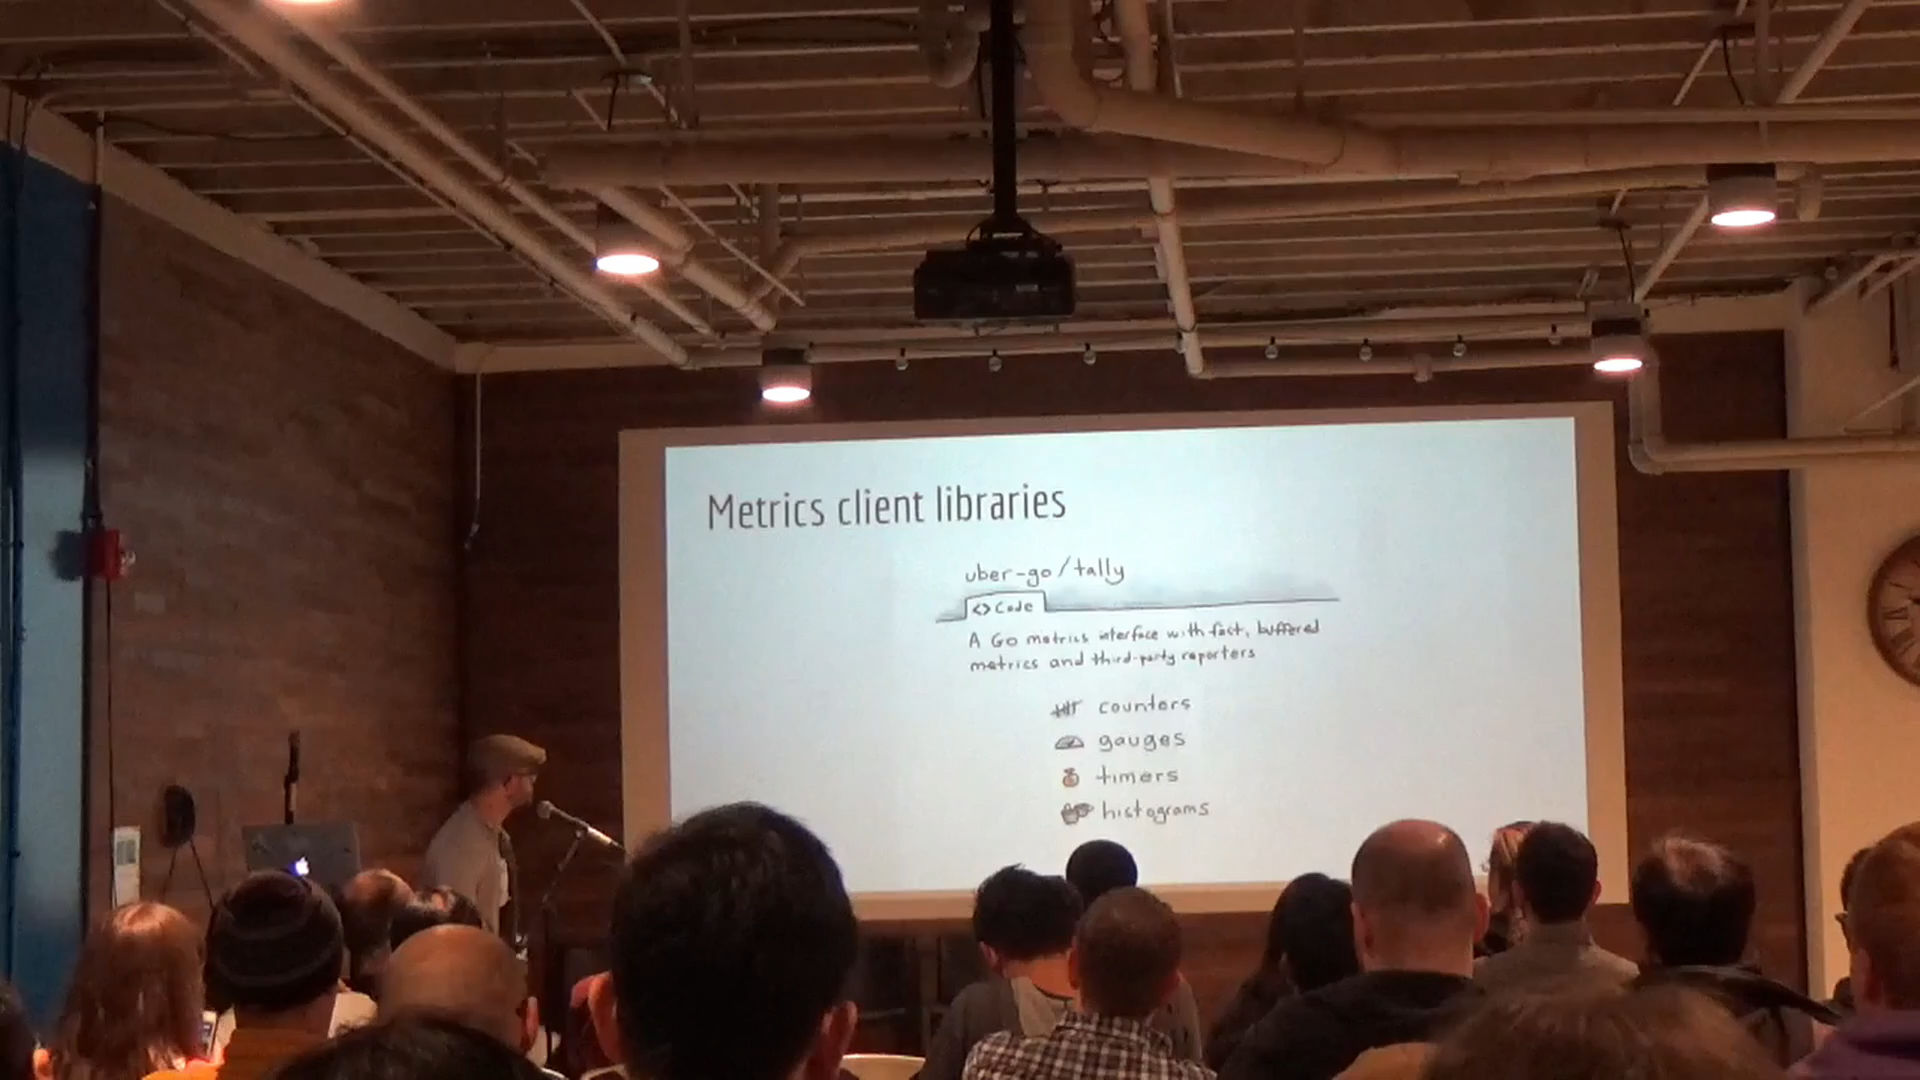 Metrics client libraries
uber-go/tally
<> Code
A Go metrics interface with fast, buffered
metrics and third-party reporters
counters
gauges
timers
histograms